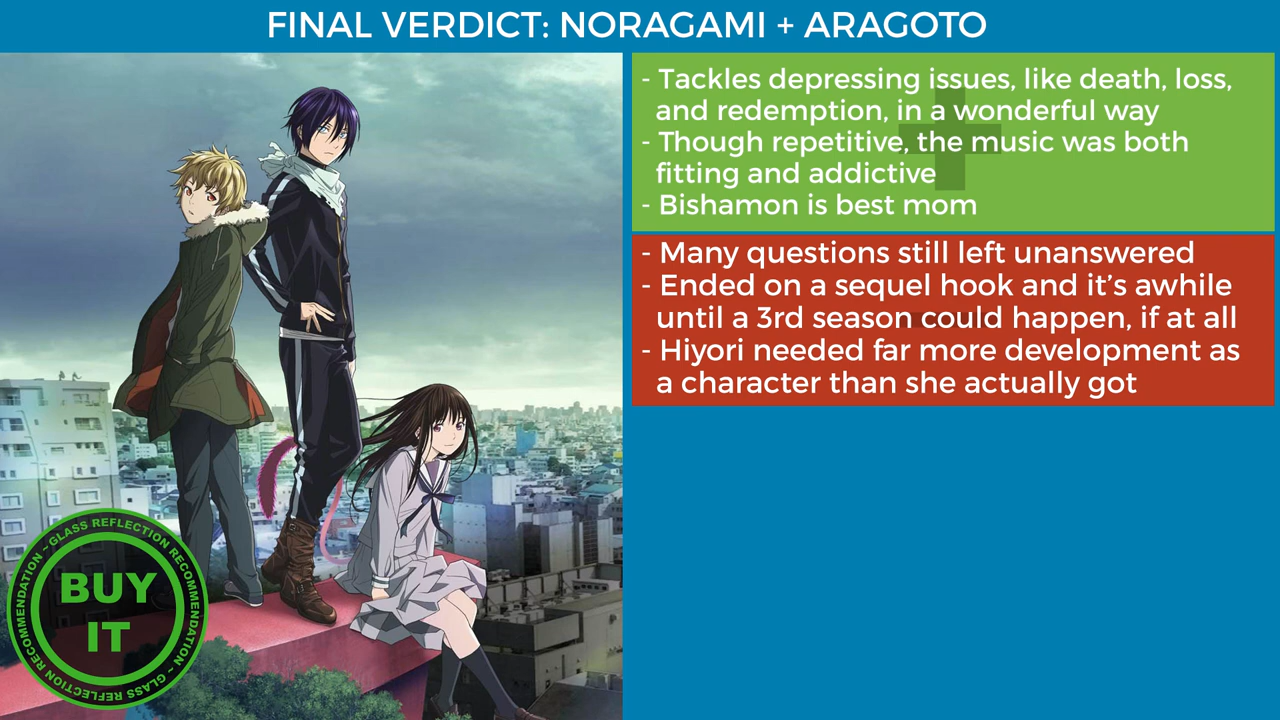 FINAL VERDICT: NORAGAMI + ARAGOTO
- Tackles depressing issues, like death, loss,
and redemption, in a wonderful way
- Though repetitive, the music was both
fitting and addictive
- Bishamon is best mom
- Many questions still left unanswered
- Ended on a sequel hook and it’s awhile
until a 3rd season could happen, if at all
- Hiyori needed far more development as
a character than she actually got
~ GLASS REFLECTION RECOMMENDATION ~ GLASS REFLECTION RECOMMENDATION
BUY
IT